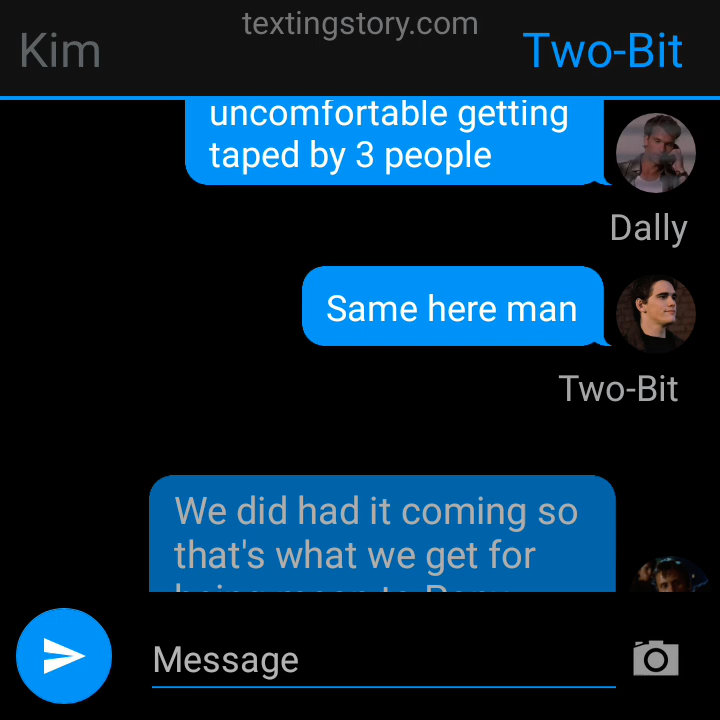 textingstory.com
Kim
Two-Bit
uncomfortable getting
taped by 3 people
Dally
Same here man
Two-Bit
We did had it coming so
that's what we get for
Message